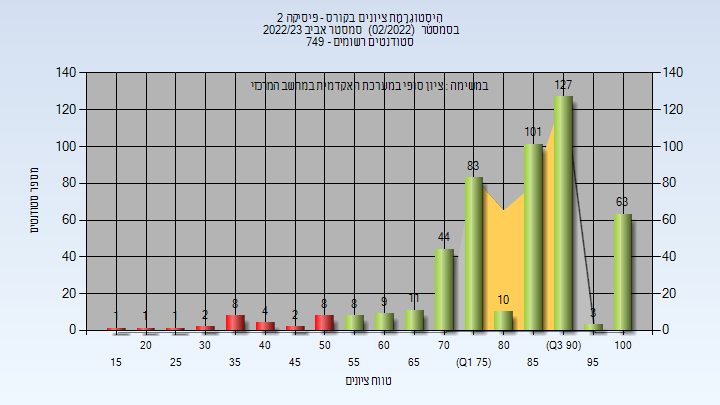 היסטוגרמת ציונים בקורס - פיסיקה 2
בסמסטר (02/2022) סמסטר אביב 2022/23
סטודנטים רשומים - 749
במשימה : ציון סופי במערכת האקדמית במחשב המרכזי
מספר סטודנטים
140 140
120 120
100 100
80 80
60 60
40 40
20 20
0 0
1 1 1 2 8 4 2 8 8 9 11 44 83 10 101 127 3 63
20 30 40 50 60 70 80 (Q3 90) 100
15 25 35 45 55 65 (Q1 75) 85 95
טווח ציונים